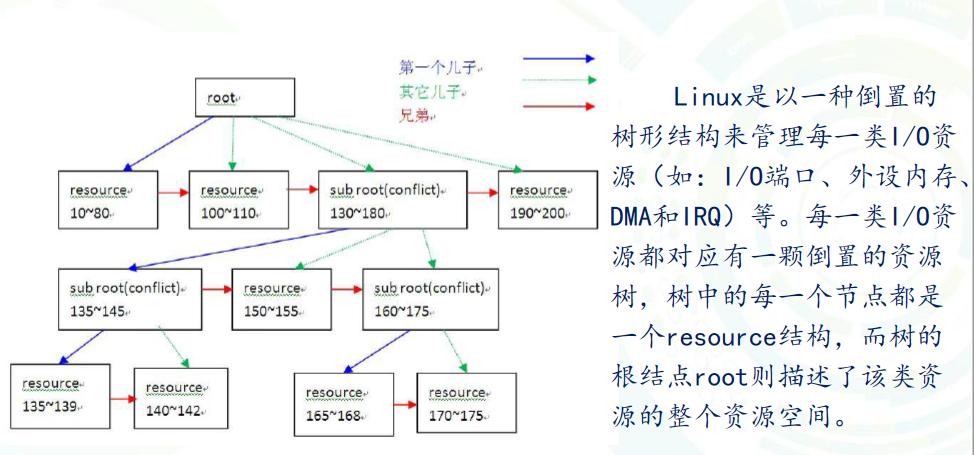 第一个儿子
其它儿子
兄弟
root
resource
10~80
resource
100~110
sub root(conflict)
130~180
resource
190~200
sub root(conflict)
135~145
resource
150~155
sub root(conflict)
160~175
resource
135~139
resource
140~142
resource
165~168
resource
170~175
Linux是以一种倒置的
树形结构来管理每一类I/O资
源（如：I/O端口、外设内存、
DMA和IRQ）等。每一类I/O资
源都对应有一颗倒置的资源
树，树中的每一个节点都是
一个resource结构，而树的
根结点root则描述了该类资
源的整个资源空间。